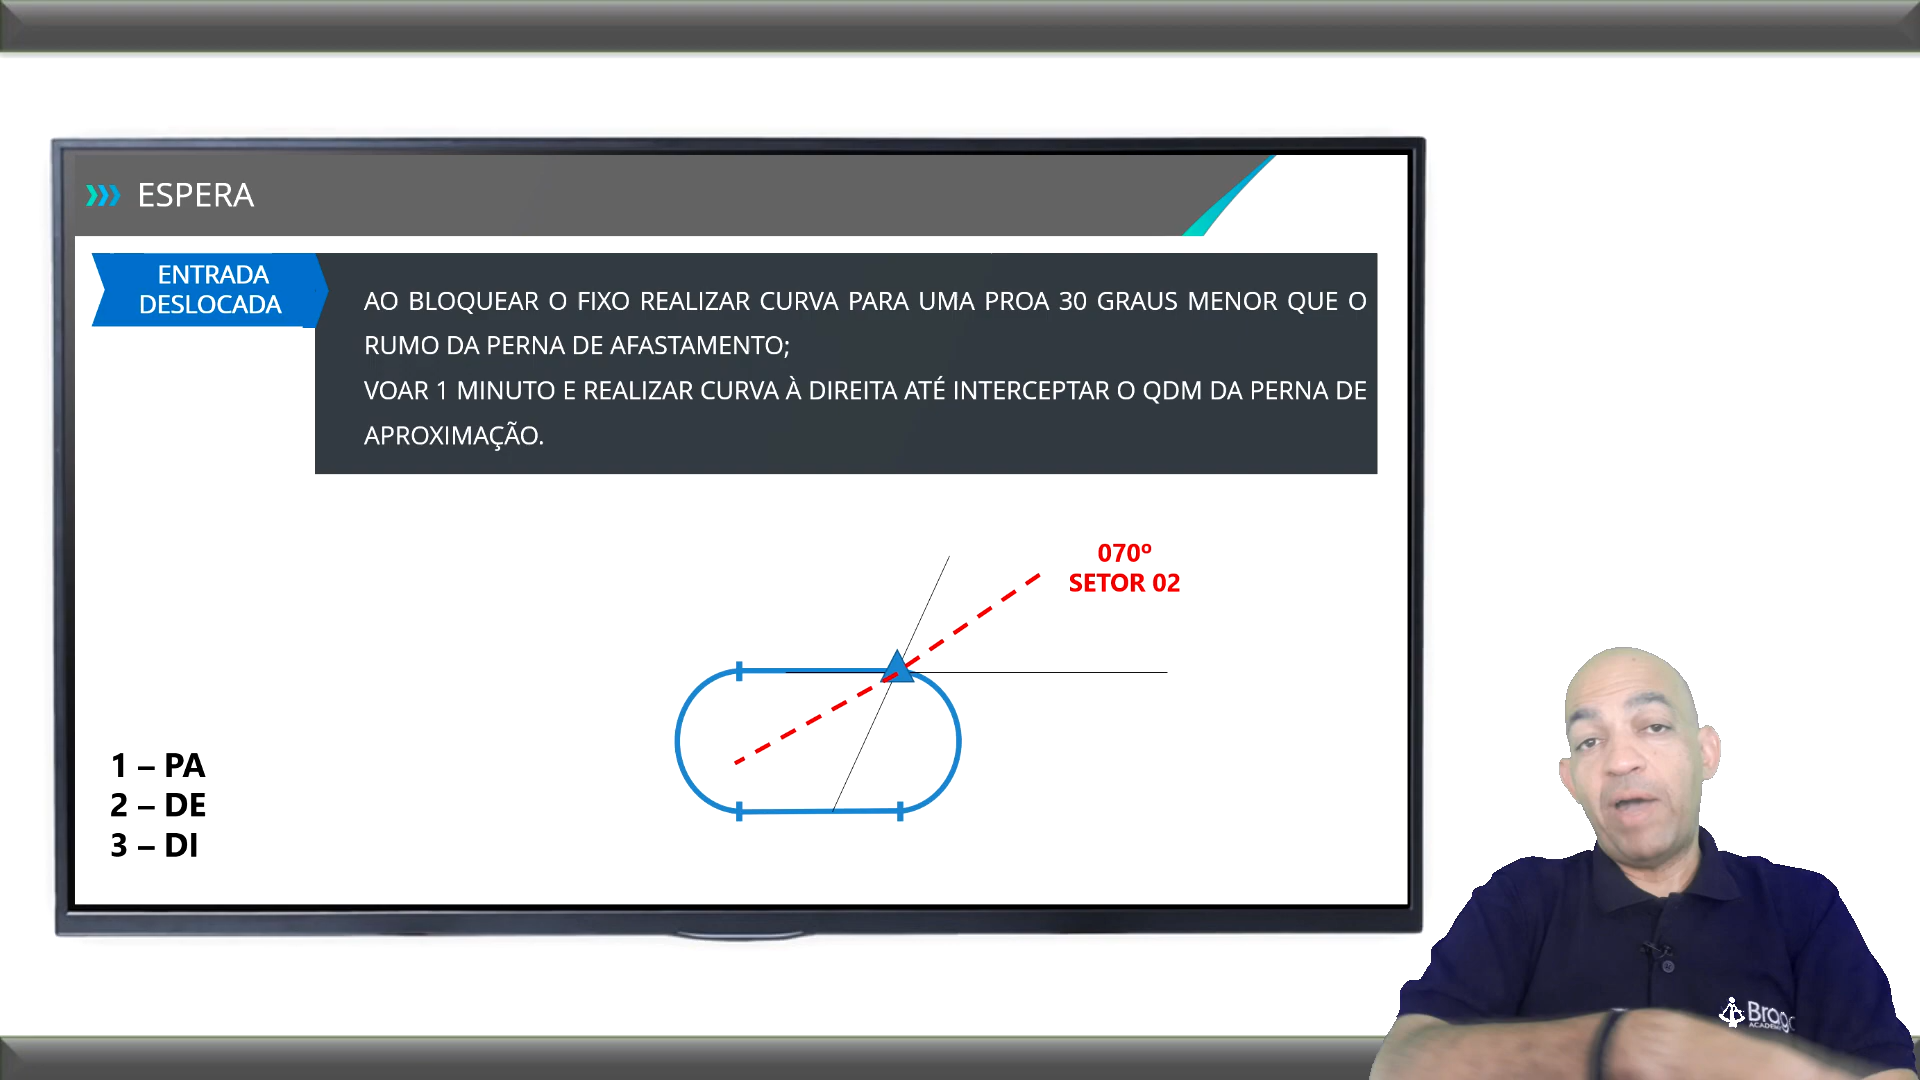 ESPERA
ENTRADA
DESLOCADA
AO BLOQUEAR O FIXO REALIZAR CURVA PARA UMA PROA 30 GRAUS MENOR QUE O
RUMO DA PERNA DE AFASTAMENTO;
VOAR 1 MINUTO E REALIZAR CURVA À DIREITA ATÉ INTERCEPTAR O QDM DA PERNA DE
APROXIMAÇÃO.
070º
SETOR 02
1 – PA
2 – DE
3 – DI